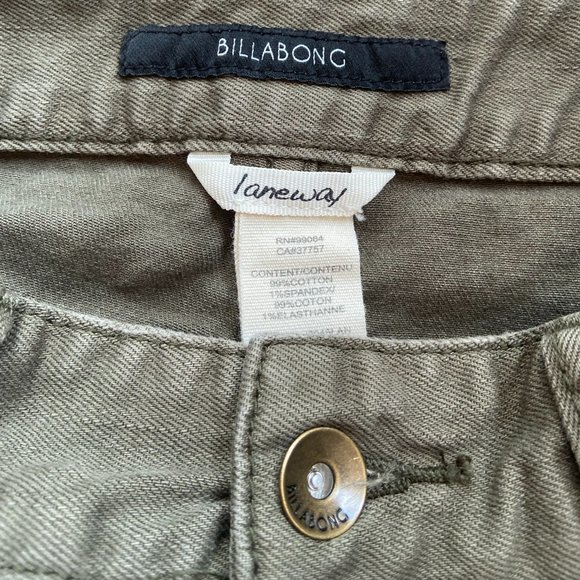 BILLABONG
laneway
RN#99064
CA#37757
CONTENT/CONTENU
99%COTTON
1%SPANDEX/
99%COTON
1%ELASTHANNE
BILLABONG